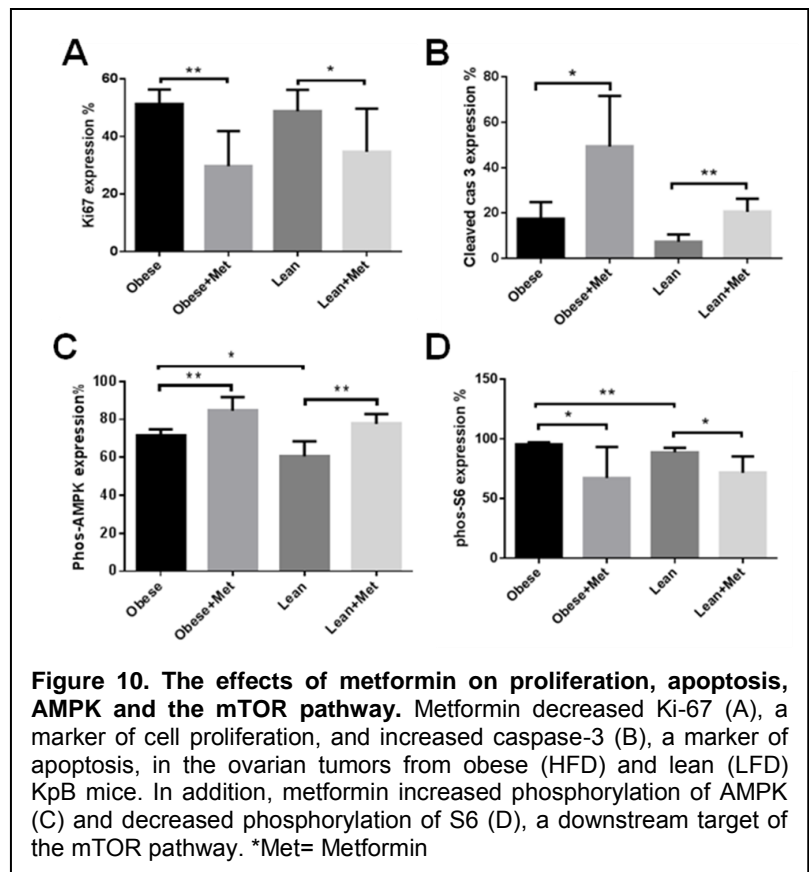 A
Ki67 expression %
60
40
20
0
**
*
Obese
Obese+Met
Lean
Lean+Met
B
Cleaved cas 3 expression %
80
60
40
20
0
*
**
Obese
Obese+Met
Lean
Lean+Met
C
Phos-AMPK expression%
100
80
60
40
20
0
*
**
**
Obese
Obese+Met
Lean
Lean+Met
D
phos-S6 expression %
150
100
50
0
**
*
*
Obese
Obese+Met
Lean
Lean+Met
Figure 10. The effects of metformin on proliferation, apoptosis,
AMPK and the mTOR pathway. Metformin decreased Ki-67 (A), a
marker of cell proliferation, and increased caspase-3 (B), a marker of
apoptosis, in the ovarian tumors from obese (HFD) and lean (LFD)
KpB mice. In addition, metformin increased phosphorylation of AMPK
(C) and decreased phosphorylation of S6 (D), a downstream target of
the mTOR pathway. *Met= Metformin